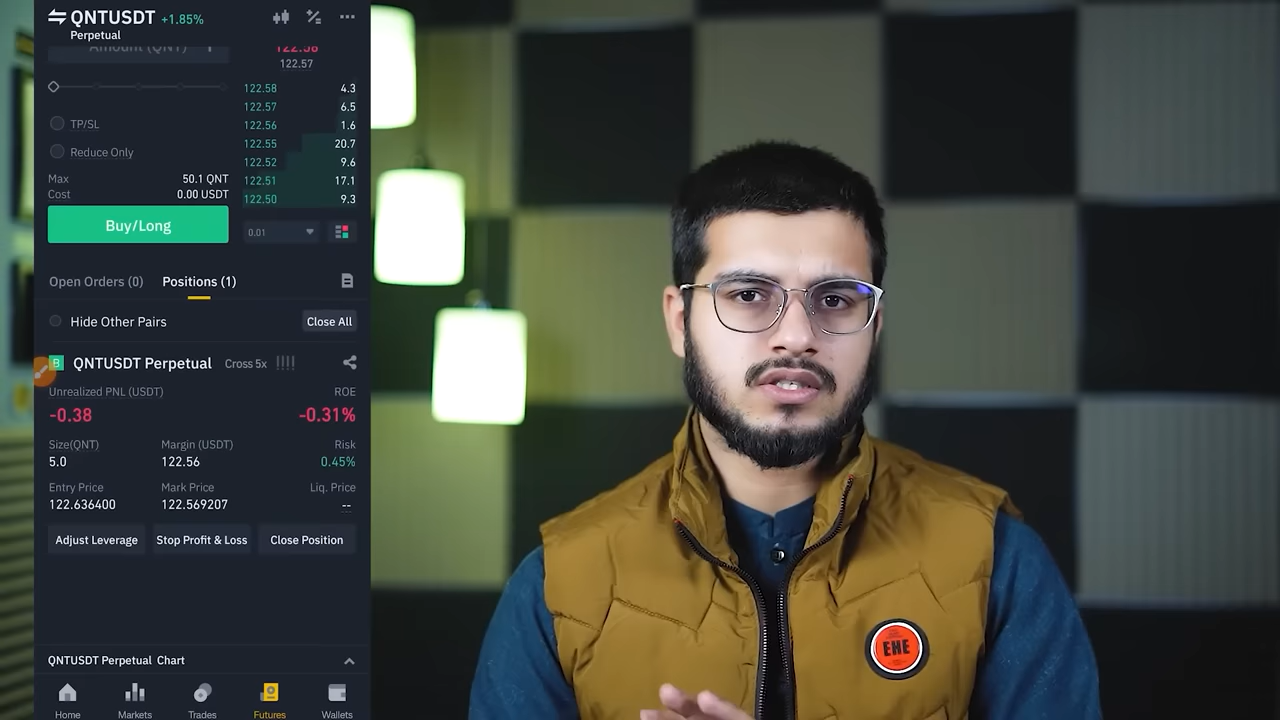 QNTUSDT +1.85%
Perpetual
Amount (QNT)
122.58
122.57
122.58 4.3
122.57 6.5
122.56 1.6
TP/SL
122.55 20.7
Reduce Only
122.52 9.6
Max 50.1 QNT
122.51 17.1
Cost 0.00 USDT
122.50 9.3
Buy/Long
0.01
Open Orders (0) Positions (1)
Hide Other Pairs Close All
B QNTUSDT Perpetual Cross 5x
Unrealized PNL (USDT) ROE
-0.38 -0.31%
Size(QNT) Margin (USDT) Risk
5.0 122.56 0.45%
Entry Price Mark Price Liq. Price
122.636400 122.569207 --
Adjust Leverage Stop Profit & Loss Close Position
QNTUSDT Perpetual Chart
Home Markets Trades Futures Wallets
EHE